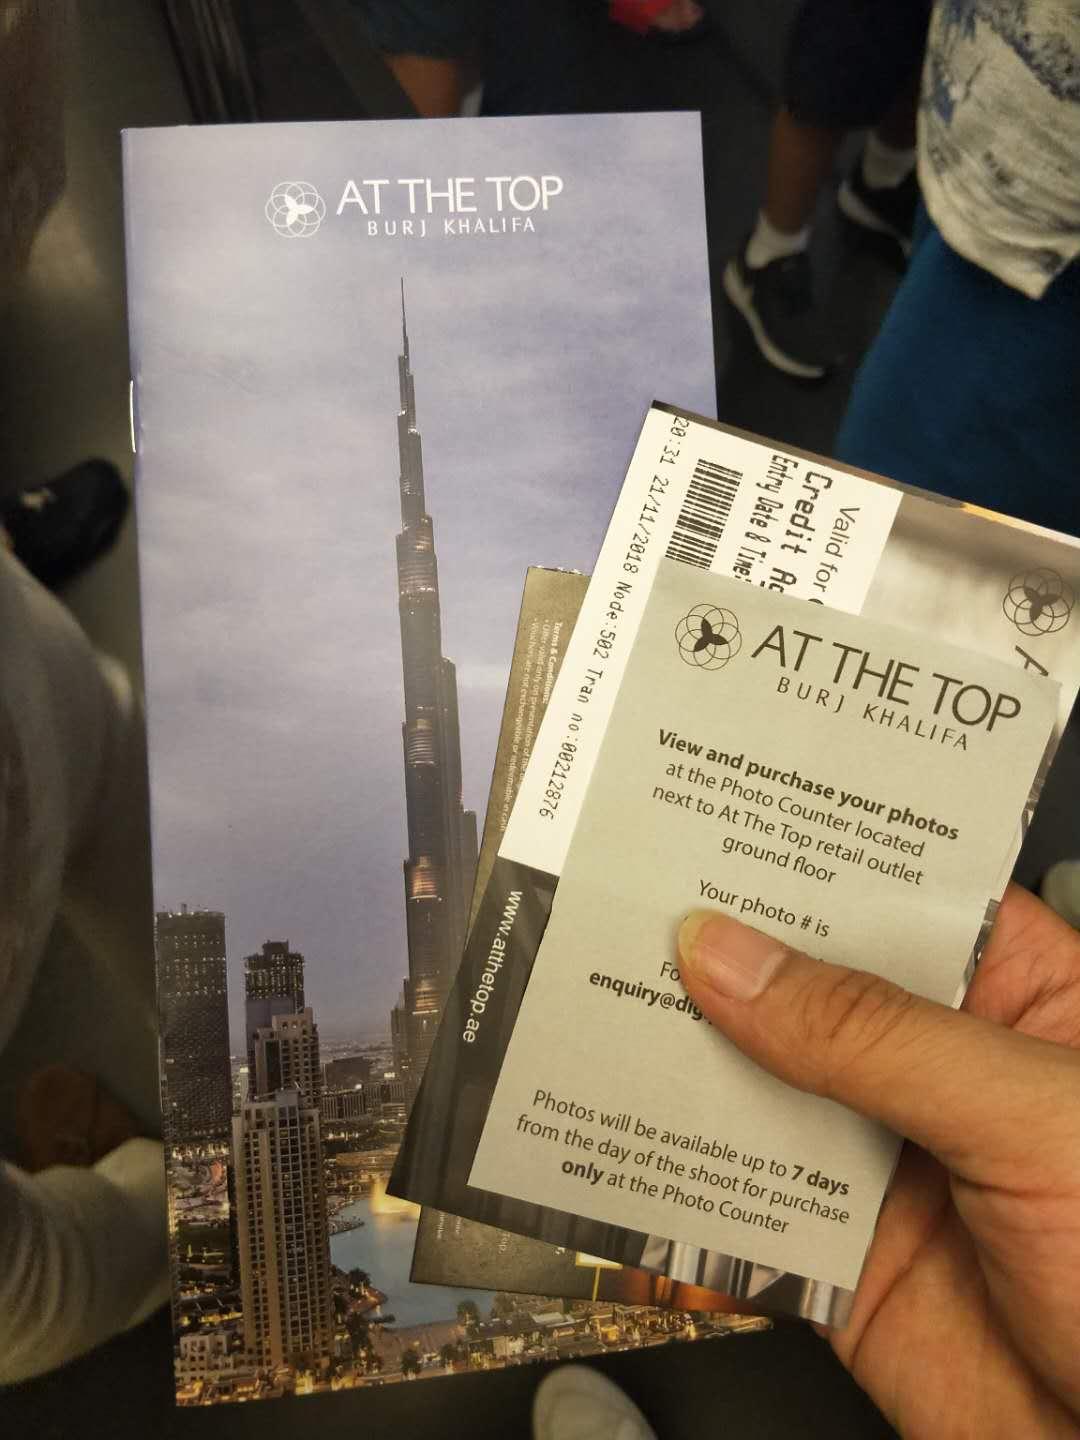 AT THE TOP
BURJ KHALIFA
20:31 21/11/2018 Node:502 Tran no:00212876
Entry Date & Time:
Credit
Valid for
www.atthetop.ae
Terms & Conditions:
AT THE TOP
BURJ KHALIFA
View and purchase your photos
at the Photo Counter located
next to At The Top retail outlet
ground floor
Your photo # is
enquiry@
Photos will be available up to 7 days
from the day of the shoot for purchase
only at the Photo Counter